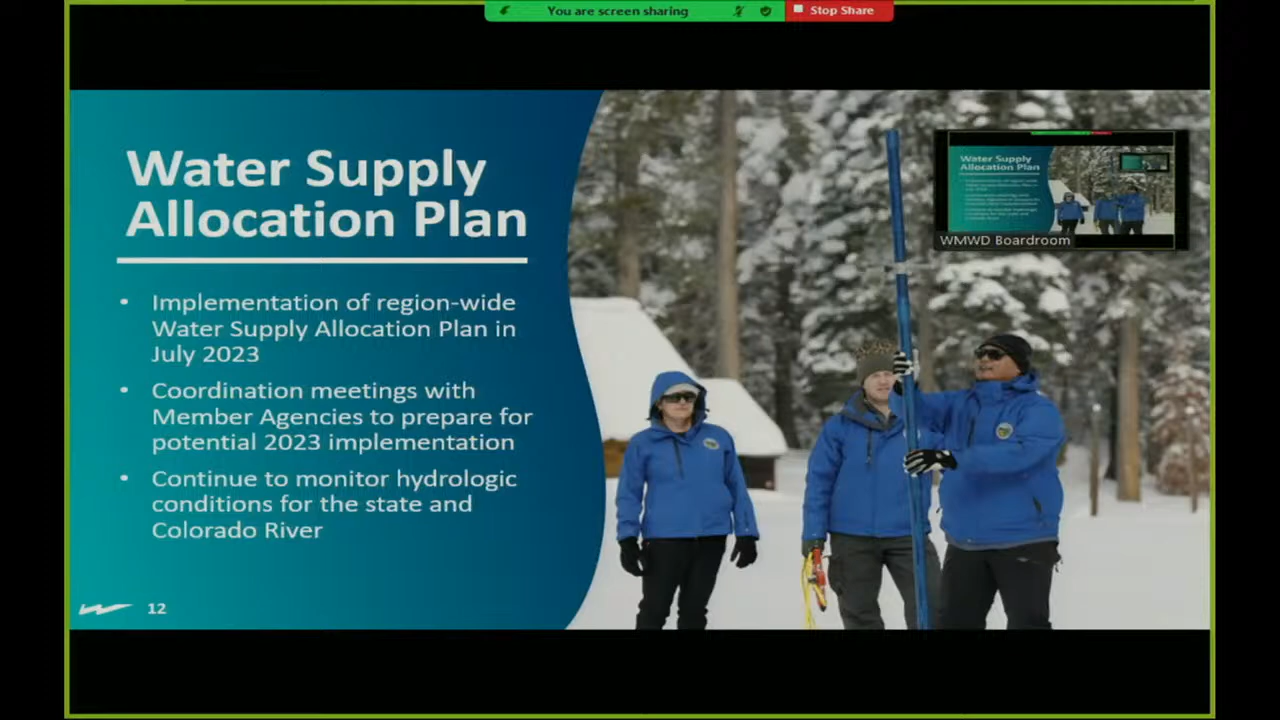 You are screen sharing
Stop Share
Water Supply
Allocation Plan
Implementation of region-wide
Water Supply Allocation Plan in
July 2023
Coordination meetings with
Member Agencies to prepare for
potential 2023 implementation
Continue to monitor hydrologic
conditions for the state and
Colorado River
12
Water Supply
Allocation Plan
WMWD Boardroom